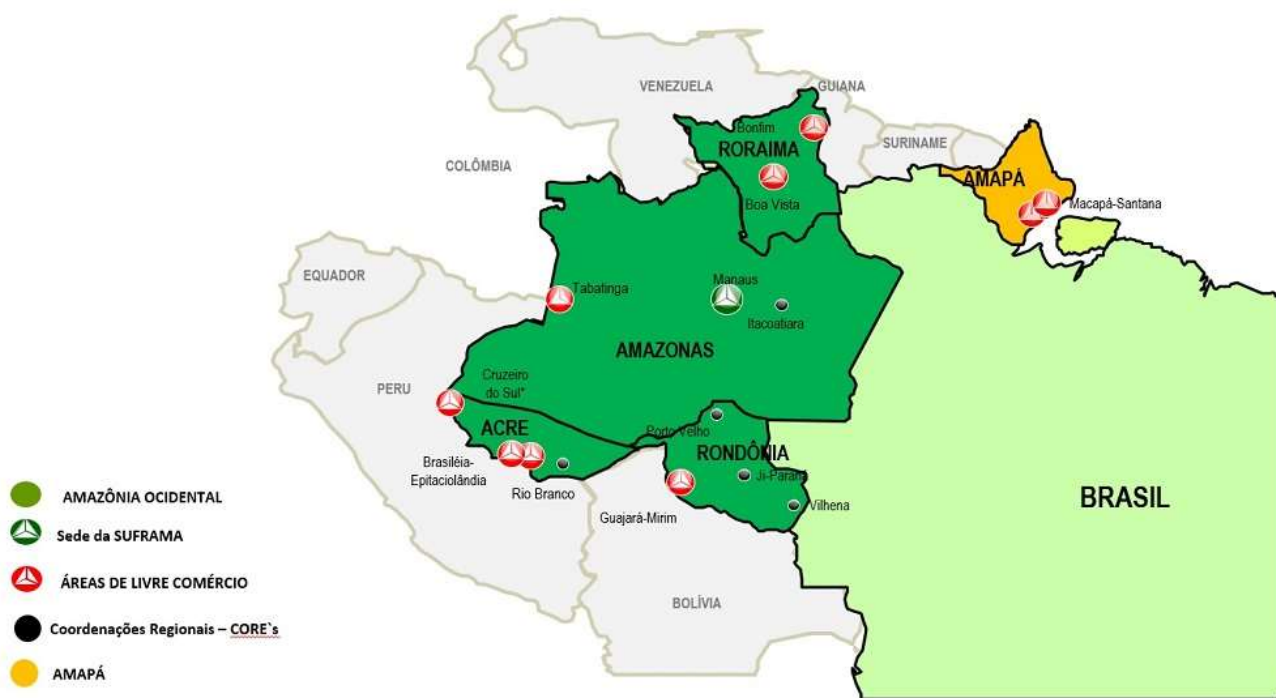 VENEZUELA
GUIANA
Bonfim
SURINAME
RORAIMA
COLÔMBIA
AMAPÁ
Boa Vista
Macapá-Santana
EQUADOR
Manaus
Tabatinga
Itacoatiara
AMAZONAS
Cruzeiro
do Sul*
PERU
ACRE
Porto Velho
RONDÔNIA
Brasiléia-
Epitaciolândia
Ji-Paraná
Rio Branco
BRASIL
Vilhena
Guajará-Mirim
BOLÍVIA
AMAZÔNIA OCIDENTAL
Sede da SUFRAMA
ÁREAS DE LIVRE COMÉRCIO
Coordenações Regionais – CORE`s
AMAPÁ